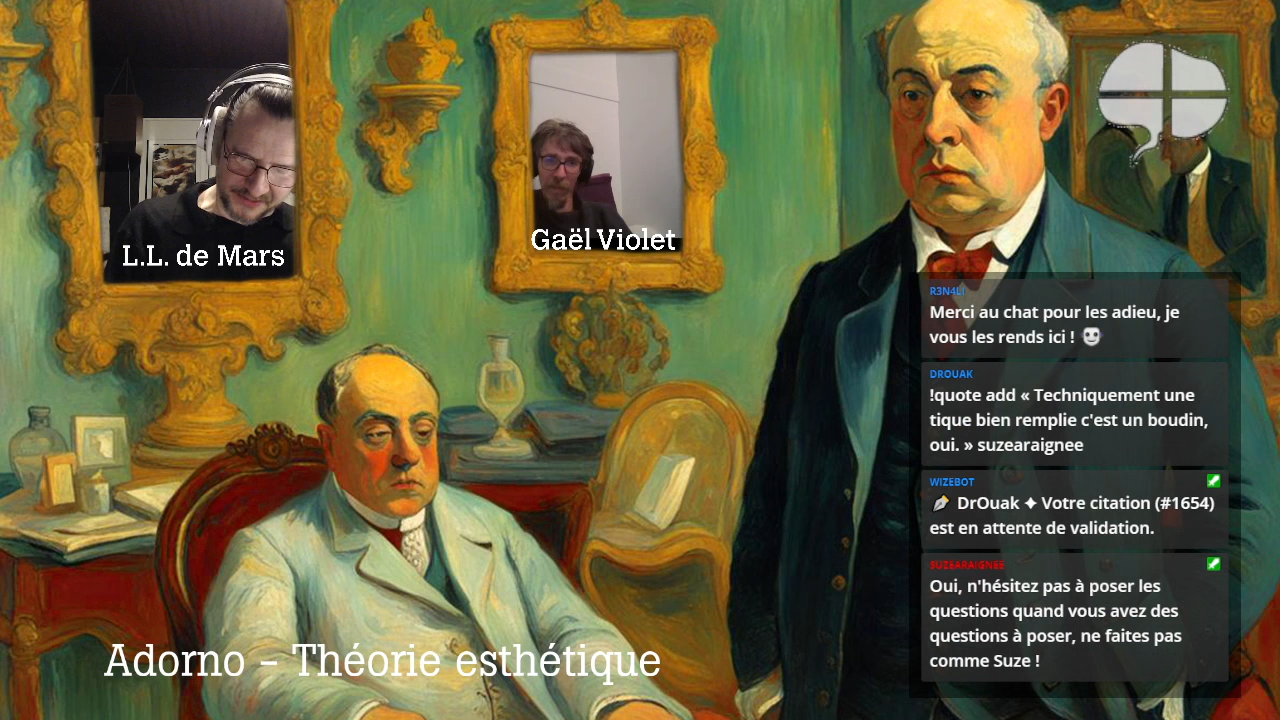 L.L. de Mars
Gaël Violet
R3N4LI
Merci au chat pour les adieu, je
vous les rends ici !
DROUAK
!quote add « Techniquement une
tique bien remplie c'est un boudin,
oui. » suzearaignee
WIZEBOT
DrOuak ✦ Votre citation (#1654)
est en attente de validation.
SUZEARAIGNEE
Oui, n'hésitez pas à poser les
questions quand vous avez des
questions à poser, ne faites pas
comme Suze !
Adorno – Théorie esthétique